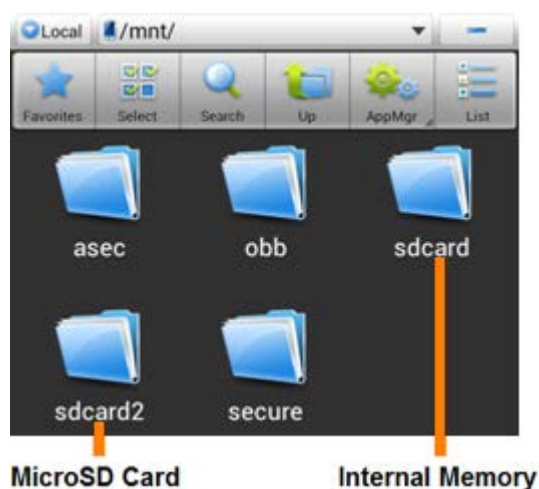 Local /mnt/
Favorites Select Search Up AppMgr List
asec obb sdcard
sdcard2 secure
MicroSD Card Internal Memory